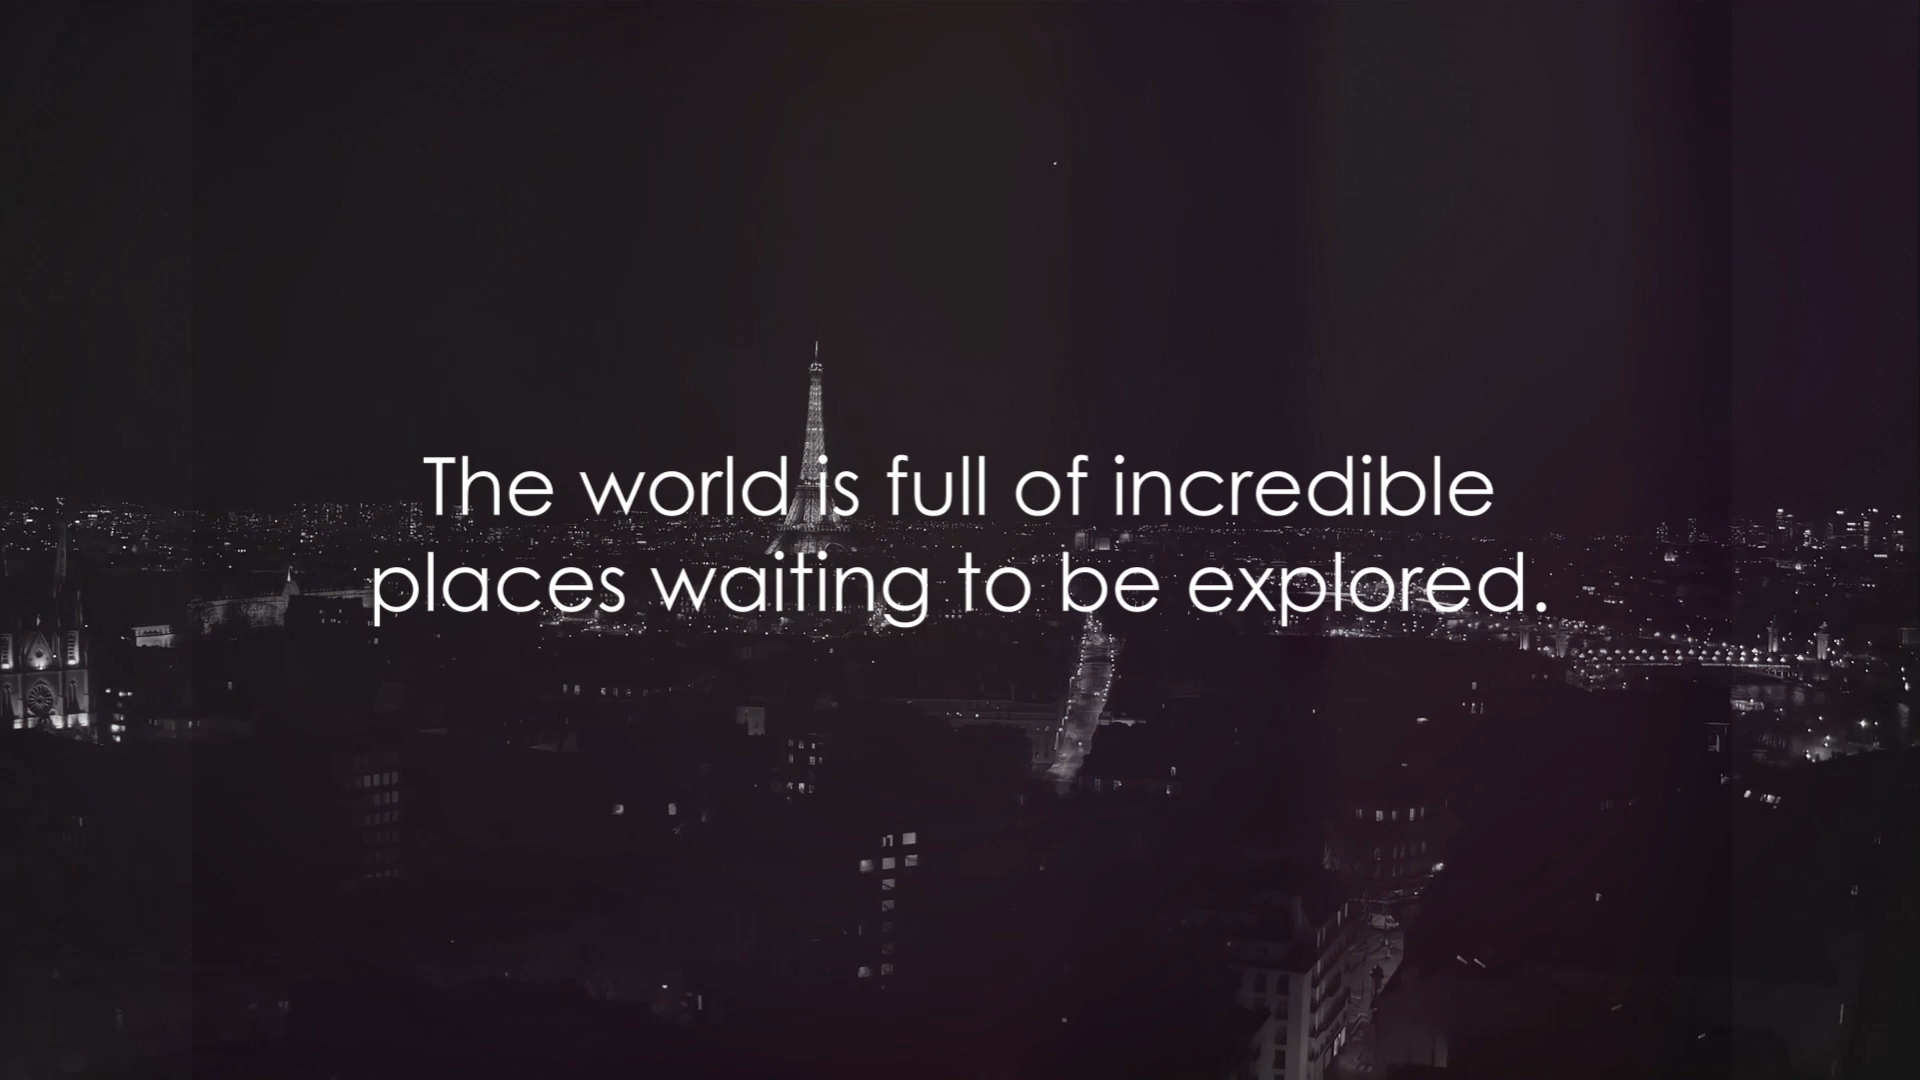 The world is full of incredible
places waiting to be explored.